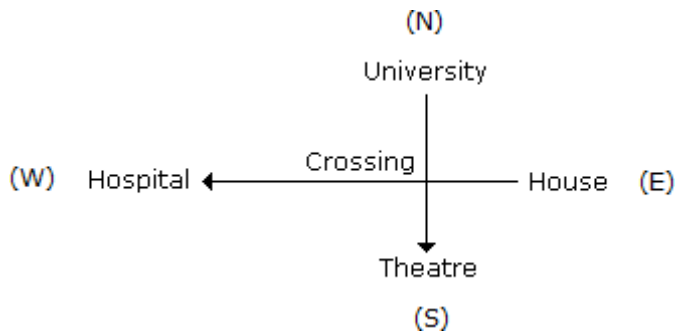 (N)
University
Crossing
(W) Hospital House (E)
Theatre
(S)